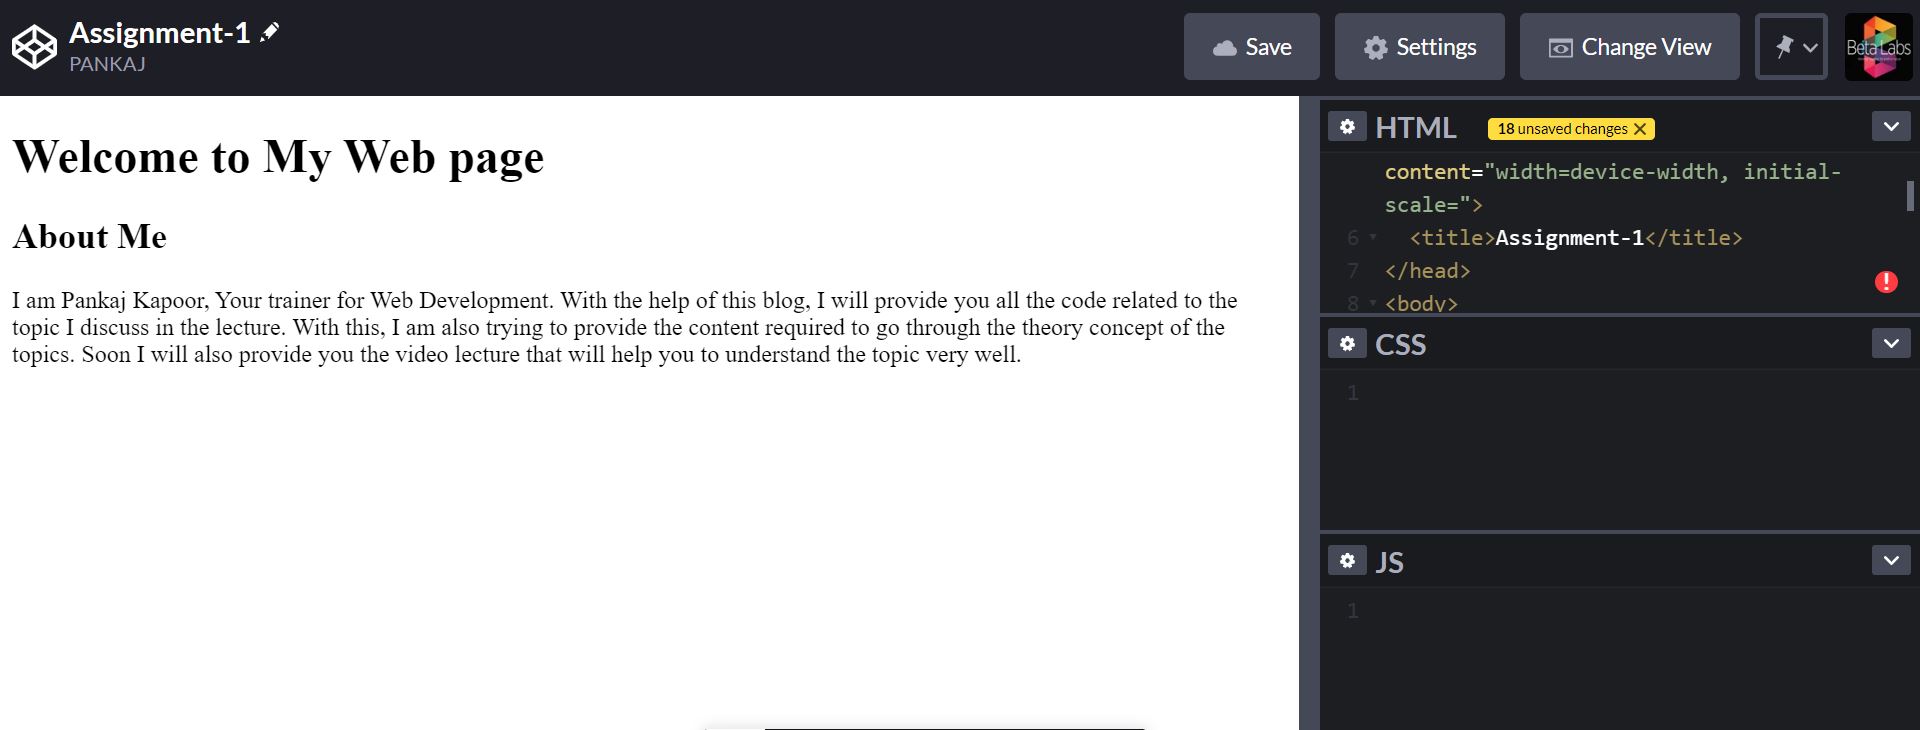 Assignment-1
PANKAJ
Save
Settings
Change View
Beta Labs
Welcome to My Web page
About Me
I am Pankaj Kapoor, Your trainer for Web Development. With the help of this blog, I will provide you all the code related to the
topic I discuss in the lecture. With this, I am also trying to provide the content required to go through the theory concept of the
topics. Soon I will also provide you the video lecture that will help you to understand the topic very well.
HTML 18 unsaved changes X
content="width=device-width, initial-
scale=">
6 <title>Assignment-1</title>
7 </head>
8 <body>
CSS
1
JS
1